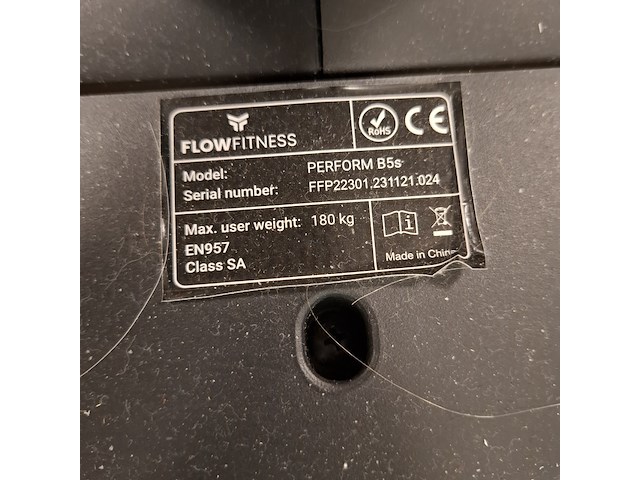 FLOWFITNESS
RoHS CE
Model: PERFORM B5s
Serial number: FFP22301.231121.024
Max. user weight: 180 kg
EN957
Class SA
Made in China